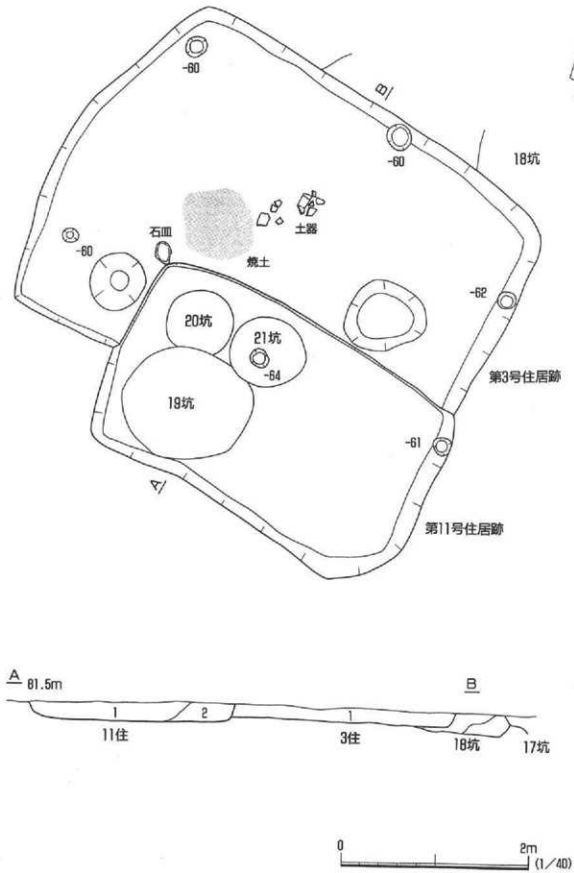 -60
B
-60
18坑
石皿
土器
-60
焼土
-62
20坑
21坑
-64
第3号住居跡
19坑
-61
A
第11号住居跡
A 81.5m
B
1
2
1
11住
3住
18坑
17坑
0
2m
(1/40)